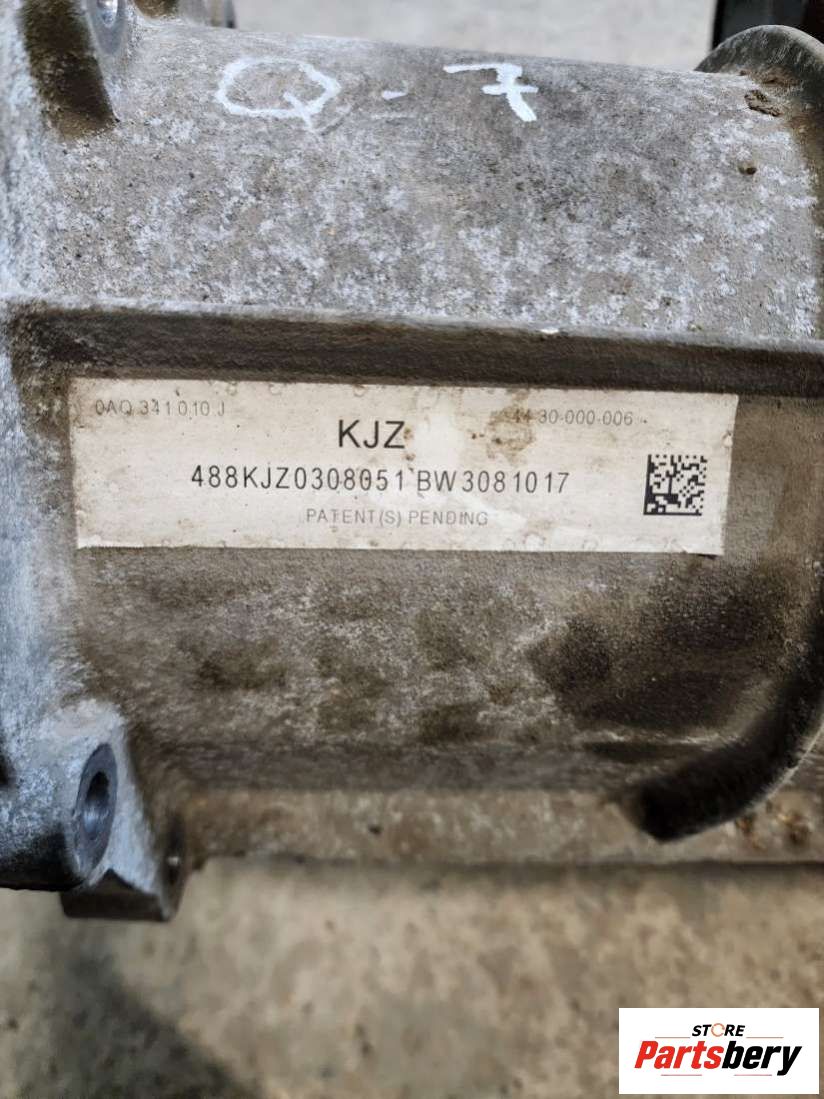 Q-7
0AQ 341 010 J
44 30-000-006
KJZ
488KJZ0308051 BW3081017
PATENT(S) PENDING
STORE
Partsbery